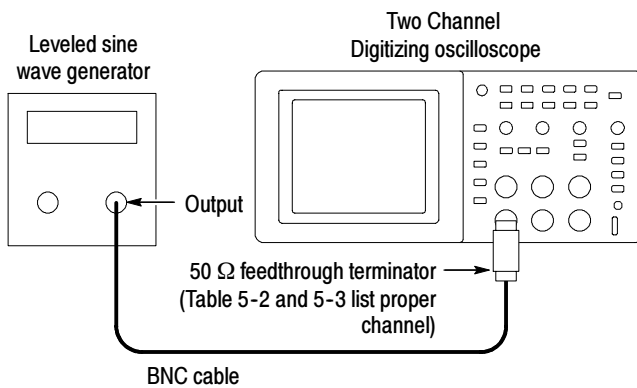 Two Channel
Digitizing oscilloscope
Leveled sine
wave generator
Output
50 Ω feedthrough terminator
(Table 5-2 and 5-3 list proper
channel)
BNC cable